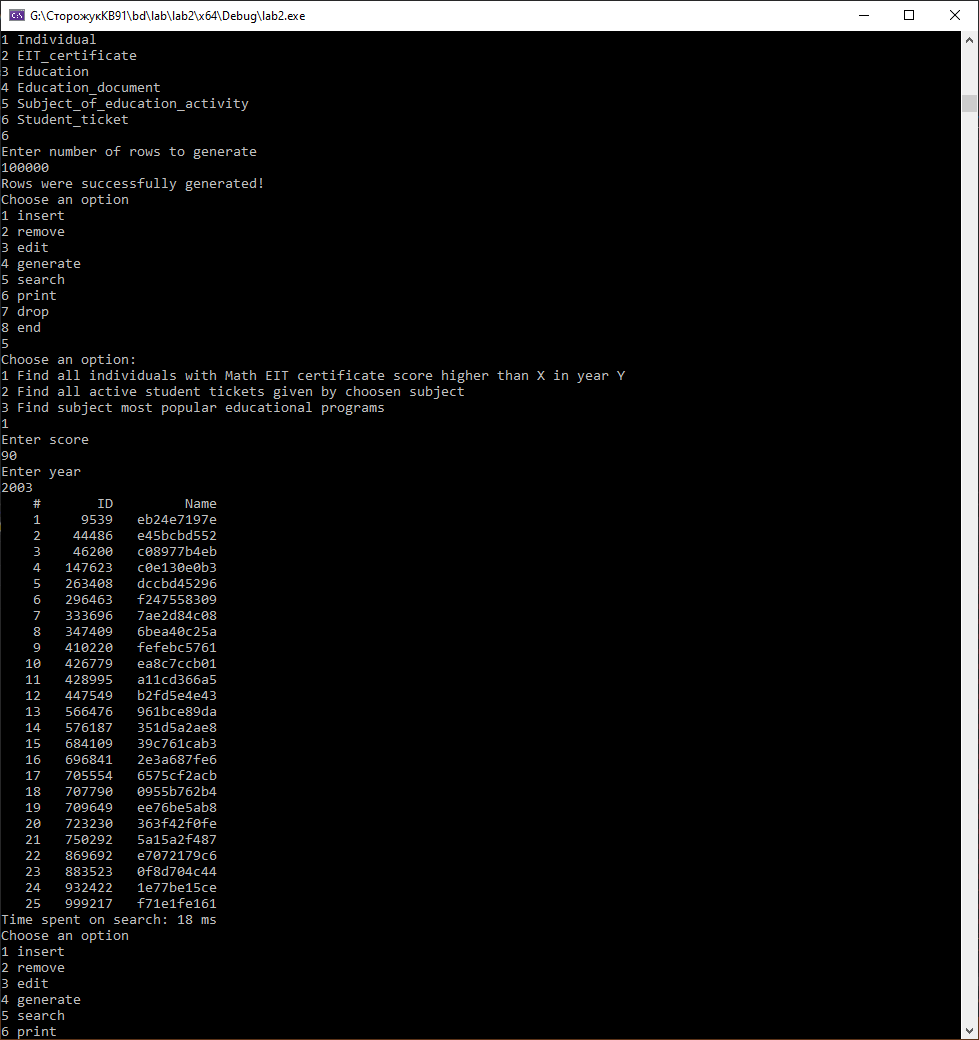 G:\СторожукКВ91\bd\lab\lab2\x64\Debug\lab2.exe
1 Individual
2 EIT_certificate
3 Education
4 Education_document
5 Subject_of_education_activity
6 Student_ticket
6
Enter number of rows to generate
100000
Rows were successfully generated!
Choose an option
1 insert
2 remove
3 edit
4 generate
5 search
6 print
7 drop
8 end
5
Choose an option:
1 Find all individuals with Math EIT certificate score higher than X in year Y
2 Find all active student tickets given by choosen subject
3 Find subject most popular educational programs
1
Enter score
90
Enter year
2003
# ID Name
1 9539 eb24e7197e
2 44486 e45bcbd552
3 46200 c08977b4eb
4 147623 c0e130e0b3
5 263408 dccbd45296
6 296463 f247558309
7 333696 7ae2d84c08
8 347409 6bea40c25a
9 410220 fefebc5761
10 426779 ea8c7ccb01
11 428995 a11cd366a5
12 447549 b2fd5e4e43
13 566476 961bce89da
14 576187 351d5a2ae8
15 684109 39c761cab3
16 696841 2e3a687fe6
17 705554 6575cf2acb
18 707790 0955b762b4
19 709649 ee76be5ab8
20 723230 363f42f0fe
21 750292 5a15a2f487
22 869692 e7072179c6
23 883523 0f8d704c44
24 932422 1e77be15ce
25 999217 f71e1fe161
Time spent on search: 18 ms
Choose an option
1 insert
2 remove
3 edit
4 generate
5 search
6 print